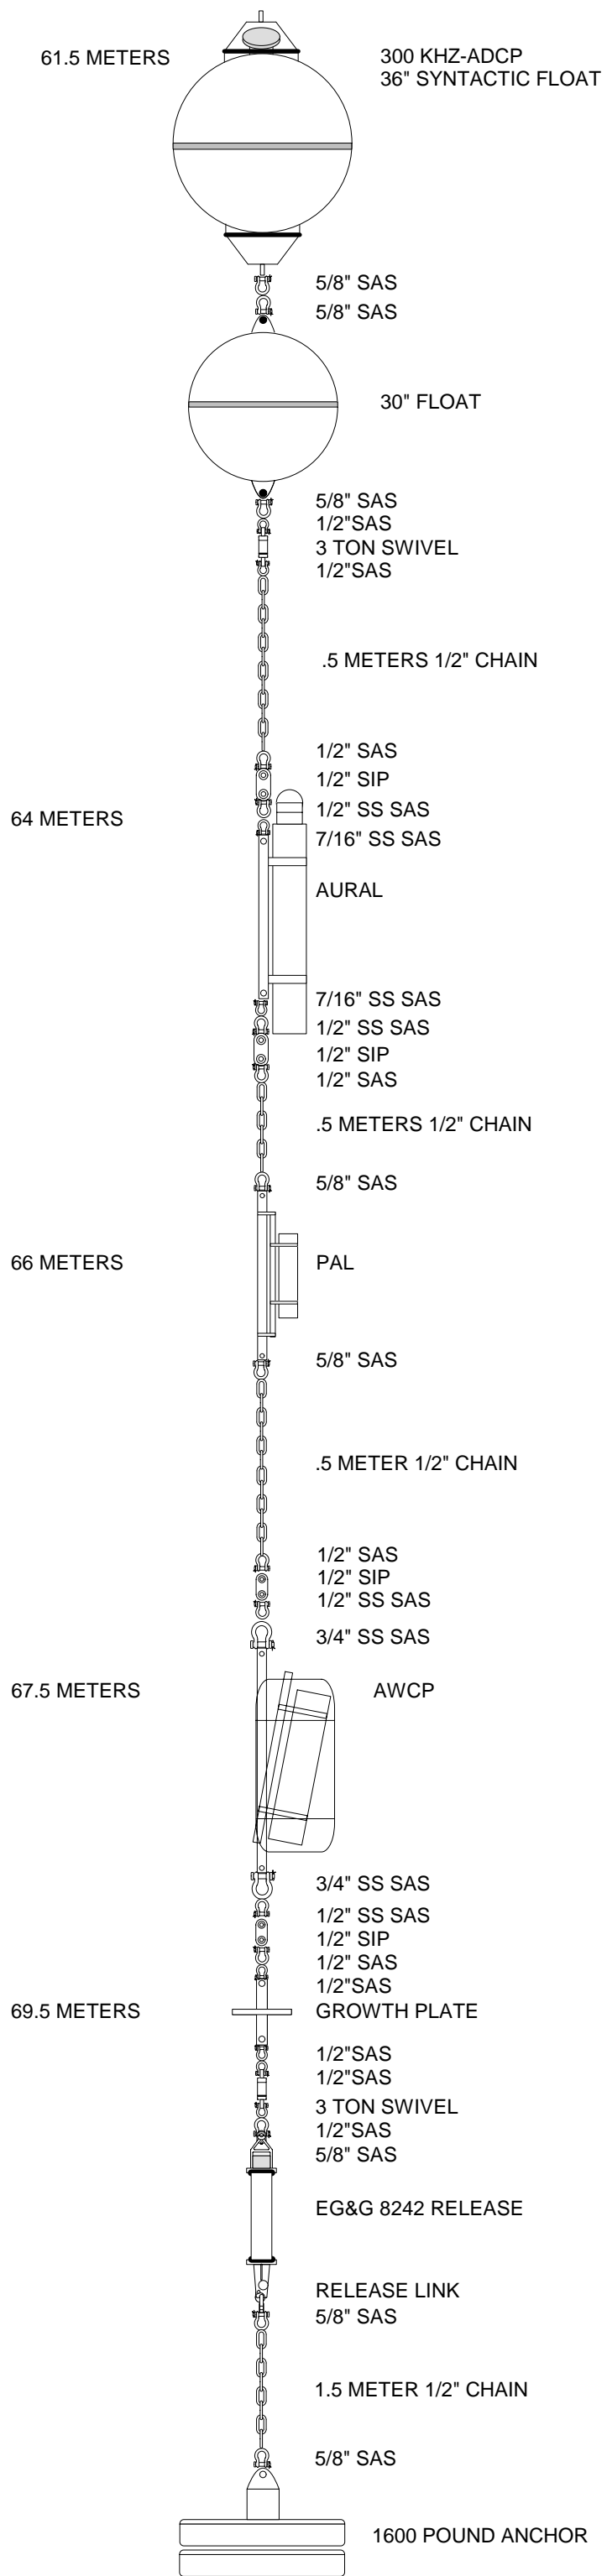 61.5 METERS
300 KHZ-ADCP
36" SYNTACTIC FLOAT
5/8" SAS
5/8" SAS
30" FLOAT
5/8" SAS
1/2"SAS
3 TON SWIVEL
1/2"SAS
.5 METERS 1/2" CHAIN
1/2" SAS
1/2" SIP
64 METERS
1/2" SS SAS
7/16" SS SAS
AURAL
7/16" SS SAS
1/2" SS SAS
1/2" SIP
1/2" SAS
.5 METERS 1/2" CHAIN
5/8" SAS
66 METERS
PAL
5/8" SAS
.5 METER 1/2" CHAIN
1/2" SAS
1/2" SIP
1/2" SS SAS
3/4" SS SAS
67.5 METERS
AWCP
3/4" SS SAS
1/2" SS SAS
1/2" SIP
1/2" SAS
1/2"SAS
69.5 METERS
GROWTH PLATE
1/2"SAS
1/2"SAS
3 TON SWIVEL
1/2"SAS
5/8" SAS
EG&G 8242 RELEASE
RELEASE LINK
5/8" SAS
1.5 METER 1/2" CHAIN
5/8" SAS
1600 POUND ANCHOR